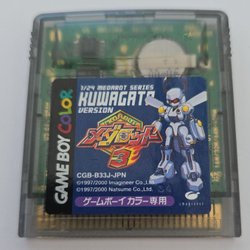 1/24 MEDAROT SERIES
KUWAGATA
VERSION
GAME BOY COLOR
MEDAROT
メダロット
3
CGB-B33J-JPN
©1997/2000 Imagineer Co.,Ltd.
©1997/2000 Natsume Co.,Ltd.
ゲームボーイカラー専用